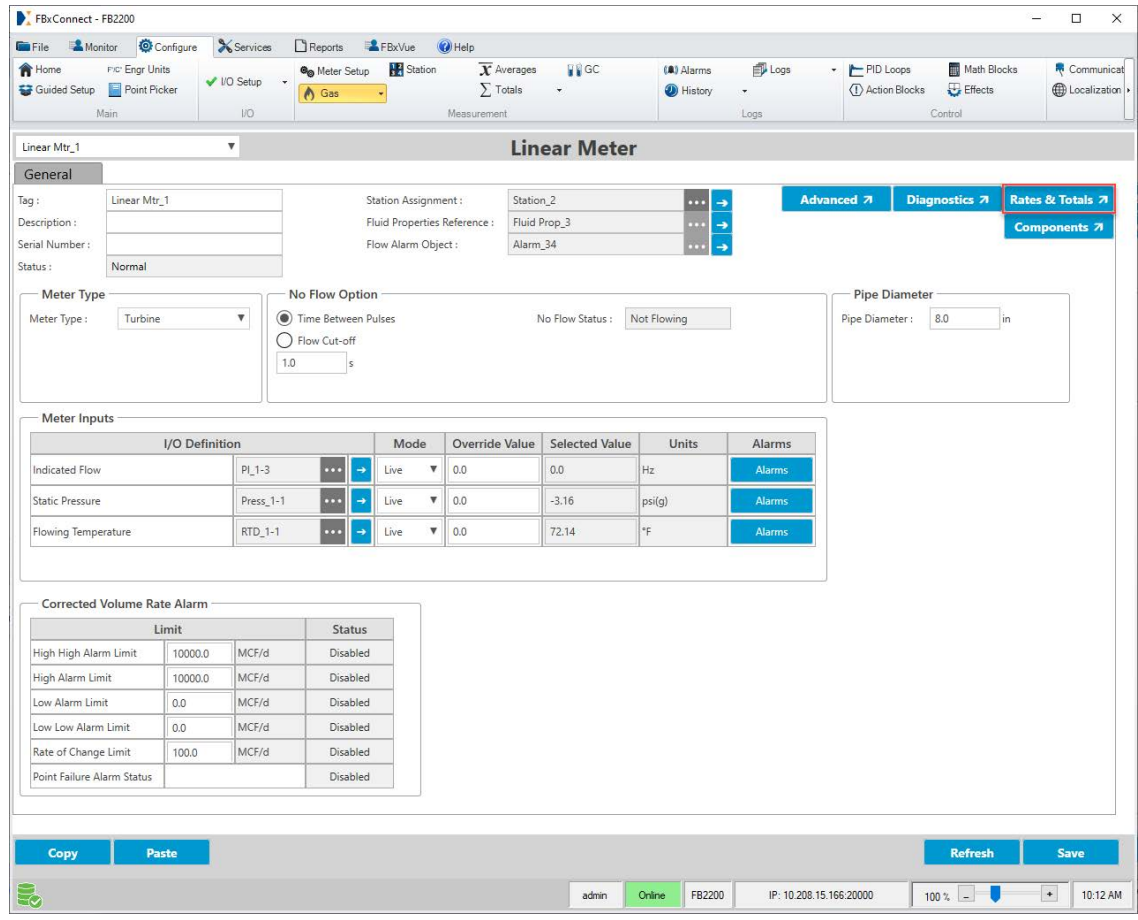 FBxConnect - FB2200
File Monitor Configure Services Reports FBxVue Help
Home Engr Units I/O Setup Meter Setup Station X Averages GC Alarms Logs PID Loops Math Blocks Communicat
Guided Setup Point Picker Gas Σ Totals History Action Blocks Effects Localization
Main I/O Measurement Logs Control
Linear Mtr_1 Linear Meter
General
Tag : Linear Mtr_1 Station Assignment : Station_2 Advanced Diagnostics Rates & Totals
Description : Fluid Properties Reference : Fluid Prop_3 Components
Serial Number : Flow Alarm Object : Alarm_34
Status : Normal
Meter Type No Flow Option Pipe Diameter
Meter Type : Turbine Time Between Pulses No Flow Status : Not Flowing Pipe Diameter : 8.0 in
Flow Cut-off
1.0 s
Meter Inputs
I/O Definition Mode Override Value Selected Value Units Alarms
Indicated Flow PI_1-3 Live 0.0 0.0 Hz Alarms
Static Pressure Press_1-1 Live 0.0 -3.16 psi(g) Alarms
Flowing Temperature RTD_1-1 Live 0.0 72.14 °F Alarms
Corrected Volume Rate Alarm
Limit Status
High High Alarm Limit 10000.0 MCF/d Disabled
High Alarm Limit 10000.0 MCF/d Disabled
Low Alarm Limit 0.0 MCF/d Disabled
Low Low Alarm Limit 0.0 MCF/d Disabled
Rate of Change Limit 100.0 MCF/d Disabled
Point Failure Alarm Status Disabled
Copy Paste Refresh Save
admin Online FB2200 IP: 10.208.15.166:20000 100 % - + 10:12 AM